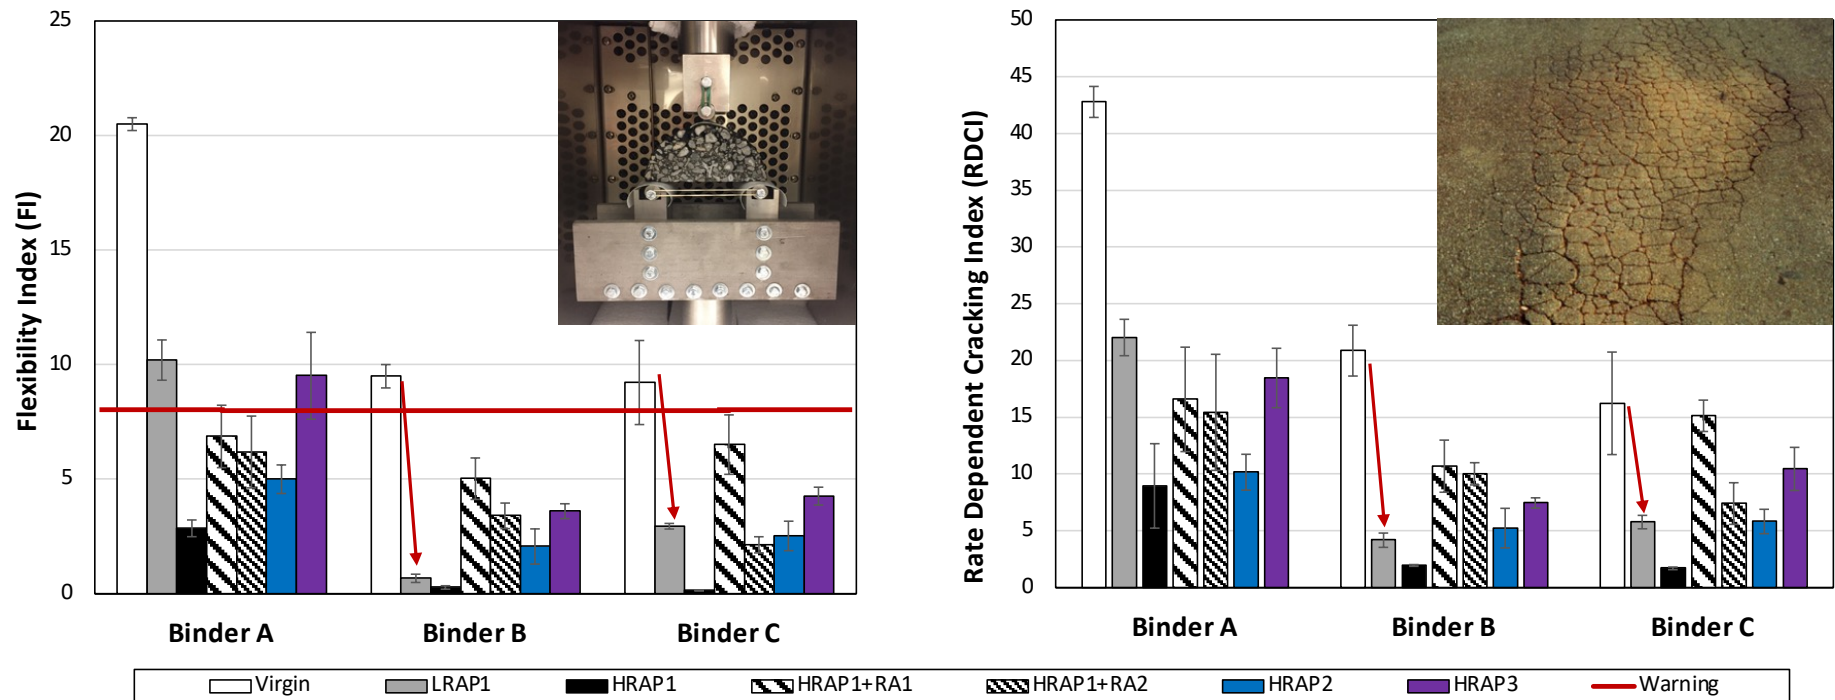 Flexibility Index (FI)
25
20
15
10
5
0
Binder A
Binder B
Binder C
Rate Dependent Cracking Index (RDCI)
50
45
40
35
30
25
20
15
10
5
0
Binder A
Binder B
Binder C
Virgin LRAP1 HRAP1 HRAP1+RA1 HRAP1+RA2 HRAP2 HRAP3 Warning